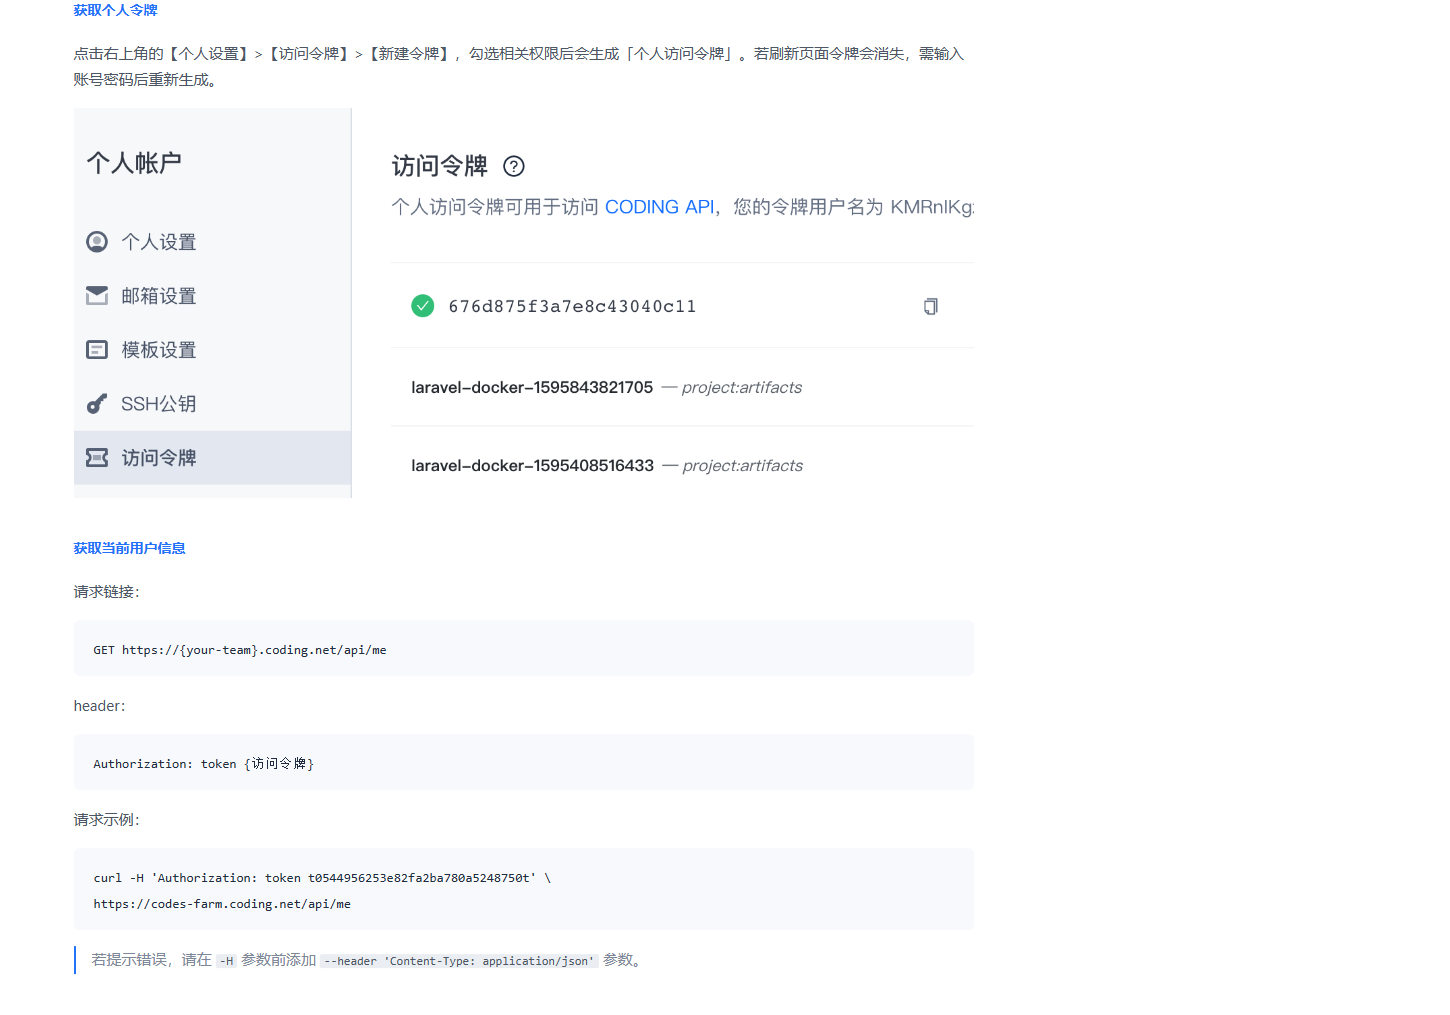 获取个人令牌
点击右上角的【个人设置】>【访问令牌】>【新建令牌】，勾选相关权限后会生成「个人访问令牌」。若刷新页面令牌会消失，需输入
账号密码后重新生成。
个人帐户
个人设置
邮箱设置
模板设置
SSH公钥
访问令牌
访问令牌 ?
个人访问令牌可用于访问 CODING API，您的令牌用户名为 KMRnIKg
676d875f3a7e8c43040c11
laravel-docker-1595843821705 — project:artifacts
laravel-docker-1595408516433 — project:artifacts
获取当前用户信息
请求链接：
GET https://{your-team}.coding.net/api/me
header：
Authorization: token {访问令牌}
请求示例：
curl -H 'Authorization: token t0544956253e82fa2ba780a5248750t' \
https://codes-farm.coding.net/api/me
若提示错误，请在 -H 参数前添加 --header 'Content-Type: application/json' 参数。